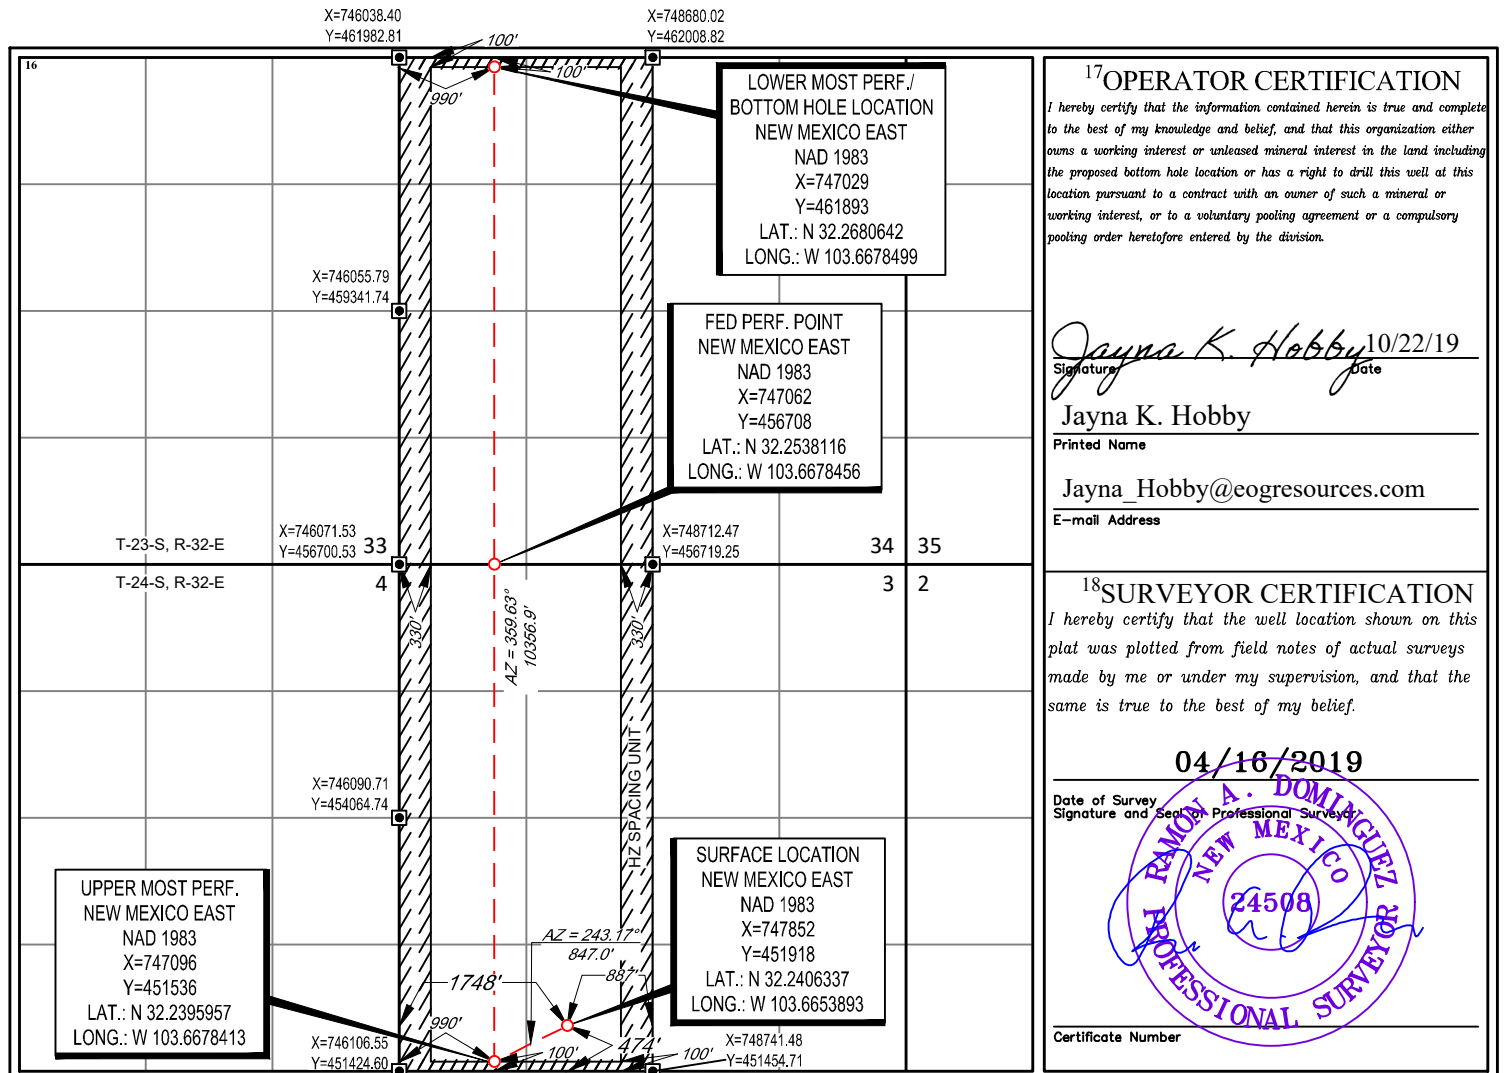 X=746038.40
Y=461982.81
X=748680.02
Y=462008.82
100'
16
100'
990'
LOWER MOST PERF./
BOTTOM HOLE LOCATION
NEW MEXICO EAST
NAD 1983
X=747029
Y=461893
LAT.: N 32.2680642
LONG.: W 103.6678499
X=746055.79
Y=459341.74
FED PERF. POINT
NEW MEXICO EAST
NAD 1983
X=747062
Y=456708
LAT.: N 32.2538116
LONG.: W 103.6678456
T-23-S, R-32-E
X=746071.53
Y=456700.53
33
X=748712.47
Y=456719.25
34
35
T-24-S, R-32-E
4
3
2
330'
AZ = 359.63°
10356.9'
330'
HZ SPACING UNIT
X=746090.71
Y=454064.74
UPPER MOST PERF.
NEW MEXICO EAST
NAD 1983
X=747096
Y=451536
LAT.: N 32.2395957
LONG.: W 103.6678413
SURFACE LOCATION
NEW MEXICO EAST
NAD 1983
X=747852
Y=451918
LAT.: N 32.2406337
LONG.: W 103.6653893
AZ = 243.17°
847.0'
1748'
887'
990'
474'
100'
100'
X=746106.55
Y=451424.60
X=748741.48
Y=451454.71
17 OPERATOR CERTIFICATION
I hereby certify that the information contained herein is true and complete
to the best of my knowledge and belief, and that this organization either
owns a working interest or unleased mineral interest in the land including
the proposed bottom hole location or has a right to drill this well at this
location pursuant to a contract with an owner of such a mineral or
working interest, or to a voluntary pooling agreement or a compulsory
pooling order heretofore entered by the division.
Jayna K. Hobby 10/22/19
Signature Date
Jayna K. Hobby
Printed Name
Jayna_Hobby@eogresources.com
E-mail Address
18 SURVEYOR CERTIFICATION
I hereby certify that the well location shown on this
plat was plotted from field notes of actual surveys
made by me or under my supervision, and that the
same is true to the best of my belief.
04/16/2019
Date of Survey
Signature and Seal of Professional Surveyor
RAMON A. DOMINGUEZ
NEW MEXICO
24508
PROFESSIONAL SURVEYOR
Certificate Number